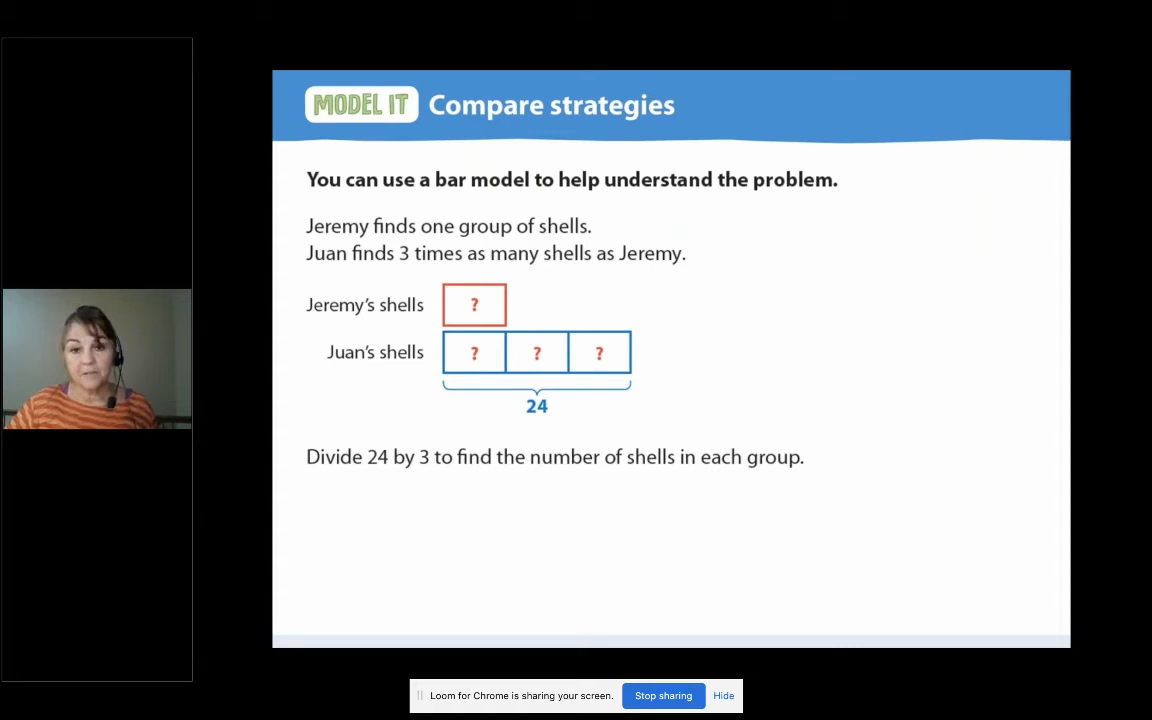 MODEL IT Compare strategies
You can use a bar model to help understand the problem.
Jeremy finds one group of shells.
Juan finds 3 times as many shells as Jeremy.
Jeremy's shells ?
Juan's shells ? ? ?
24
Divide 24 by 3 to find the number of shells in each group.
Loom for Chrome is sharing your screen. Stop sharing Hide